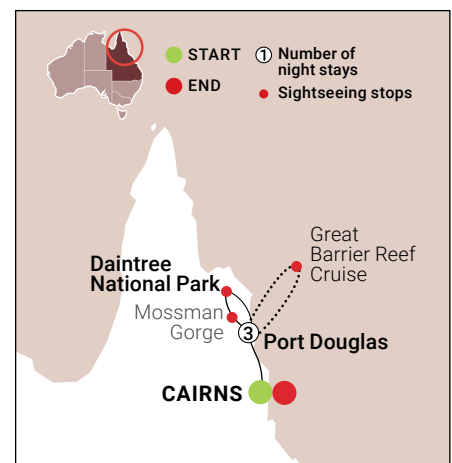 START
END
1 Number of
night stays
Sightseeing stops
Great
Barrier Reef
Cruise
Daintree
National Park
Mossman
Gorge
3
Port Douglas
CAIRNS